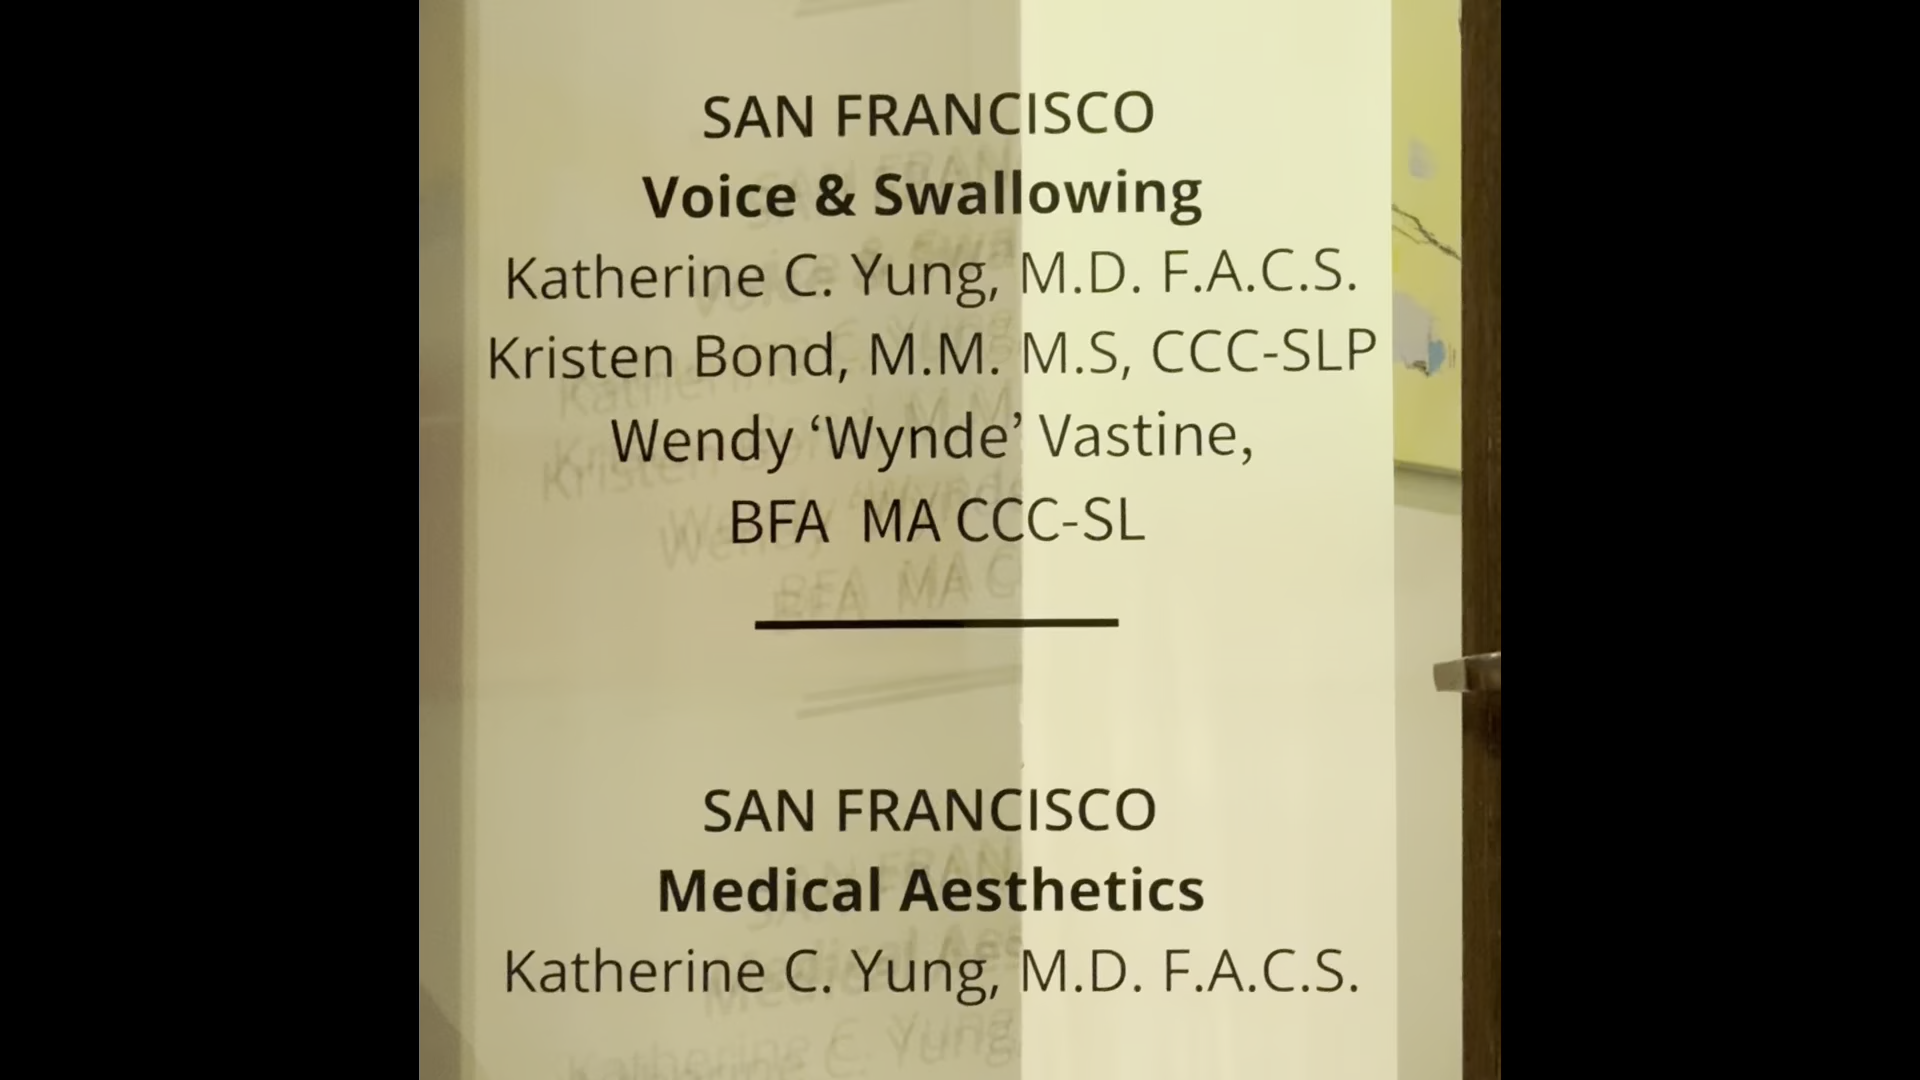 SAN FRANCISCO
Voice & Swallowing
Katherine C. Yung, M.D. F.A.C.S.
Kristen Bond, M.M. M.S, CCC-SLP
Wendy ‘Wynde’ Vastine,
BFA  MA CCC-SL
SAN FRANCISCO
Medical Aesthetics
Katherine C. Yung, M.D. F.A.C.S.